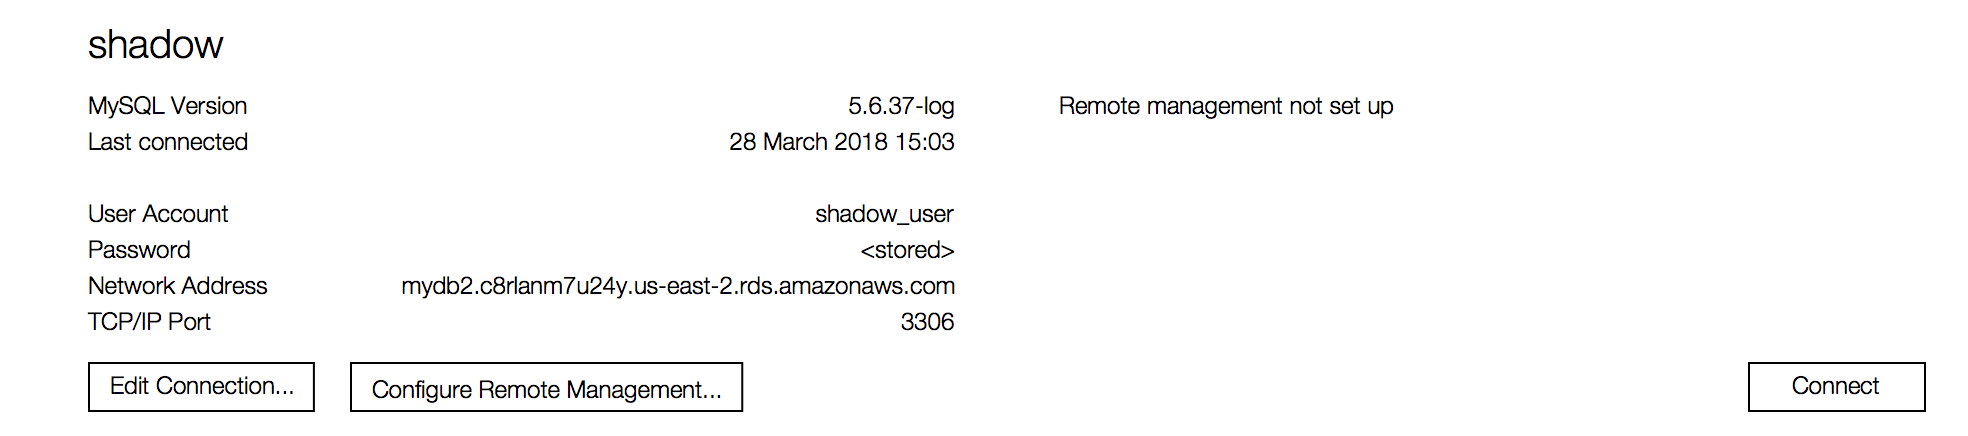 shadow
MySQL Version 5.6.37-log Remote management not set up
Last connected 28 March 2018 15:03
User Account shadow_user
Password <stored>
Network Address mydb2.c8rlanm7u24y.us-east-2.rds.amazonaws.com
TCP/IP Port 3306
Edit Connection... Configure Remote Management... Connect